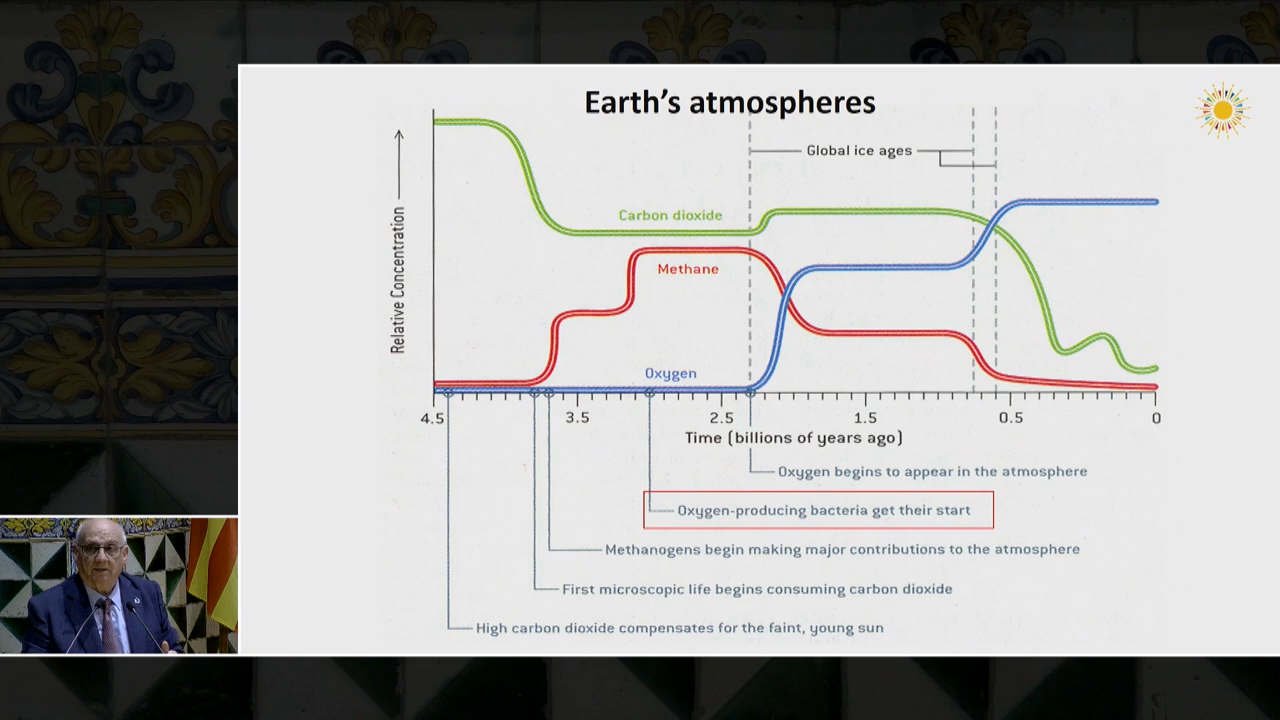 Earth's atmospheres
Global ice ages
Carbon dioxide
Methane
Oxygen
Relative Concentration
4.5 3.5 2.5 1.5 0.5 0
Time (billions of years ago)
Oxygen begins to appear in the atmosphere
Oxygen-producing bacteria get their start
Methanogens begin making major contributions to the atmosphere
First microscopic life begins consuming carbon dioxide
High carbon dioxide compensates for the faint, young sun